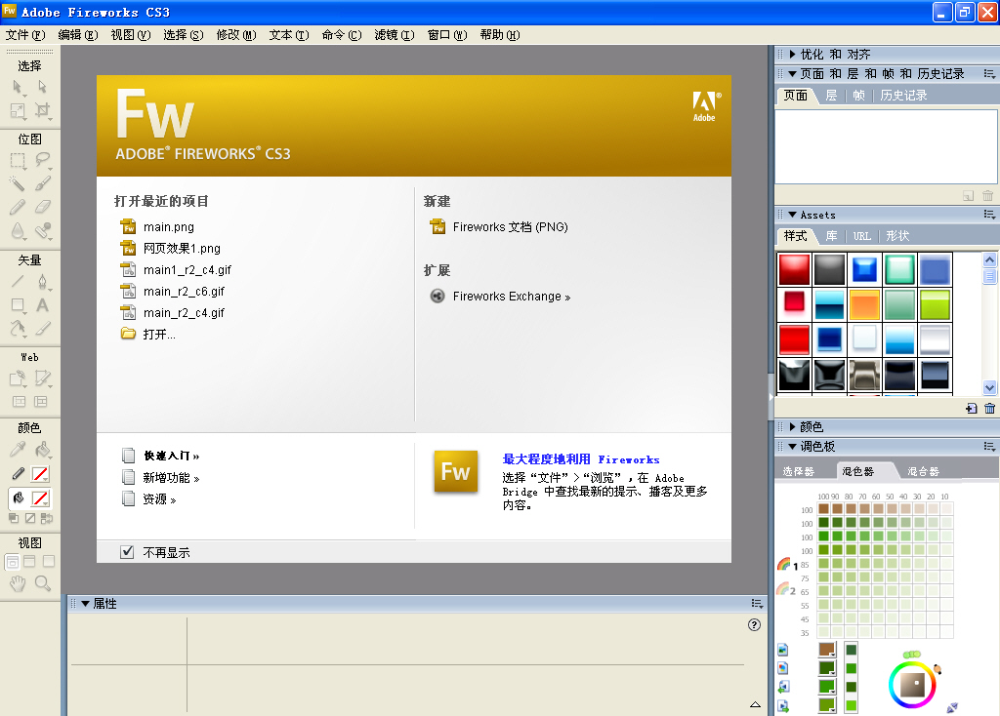 Fw Adobe Fireworks CS3
文件(F) 编辑(E) 视图(V) 选择(S) 修改(M) 文本(T) 命令(C) 滤镜(I) 窗口(W) 帮助(H)
选择
位图
矢量
A
Web
颜色
视图
Fw
ADOBE® FIREWORKS® CS3
Adobe
打开最近的项目
main.png
网页效果1.png
main1_r2_c4.gif
main_r2_c6.gif
main_r2_c4.gif
打开...
新建
Fireworks 文档 (PNG)
扩展
Fireworks Exchange »
快速入门 »
新增功能 »
资源 »
Fw
最大程度地利用 Fireworks
选择“文件”>“浏览”，在 Adobe
Bridge 中查找最新的提示、播客及更多
内容。
不再显示
属性
?
优化 和 对齐
页面 和 层 和 帧 和 历史记录
页面 层 帧 历史记录
Assets
样式 库 URL 形状
颜色
调色板
选择器 混色器 混合器
100 90 80 70 60 50 40 30 20 10
100
100
100
100
1 85
75
2 65
55
45
35